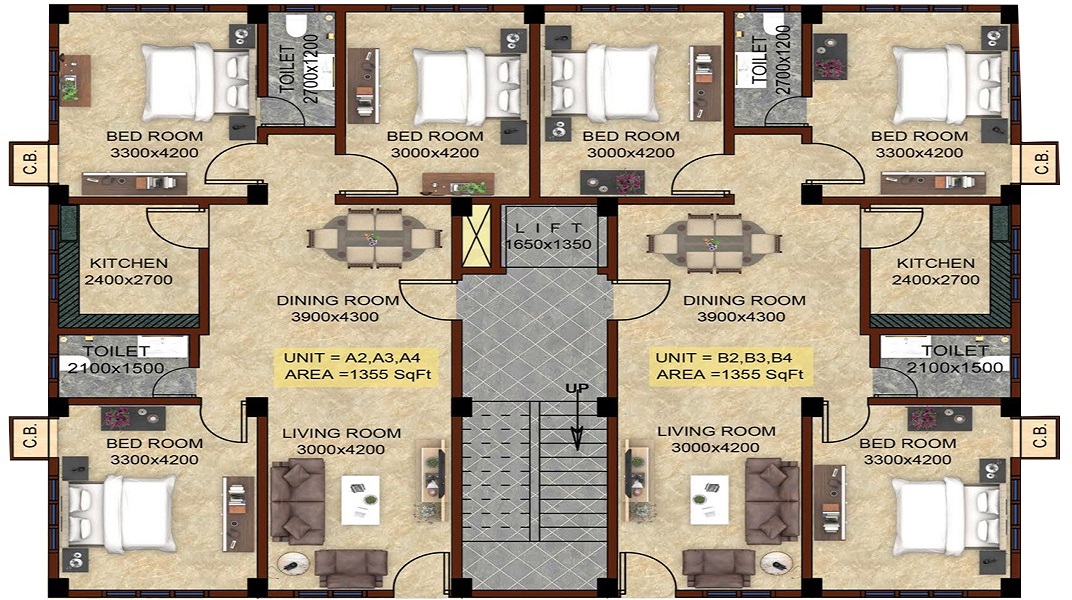 TOILET
2700x1200
TOILET
2700x1200
BED ROOM
3300x4200
BED ROOM
3000x4200
BED ROOM
3000x4200
BED ROOM
3300x4200
C.B.
C.B.
LIFT
1650x1350
KITCHEN
2400x2700
KITCHEN
2400x2700
DINING ROOM
3900x4300
DINING ROOM
3900x4300
TOILET
2100x1500
UNIT = A2,A3,A4
AREA =1355 SqFt
UNIT = B2,B3,B4
AREA =1355 SqFt
TOILET
2100x1500
UP
C.B.
BED ROOM
3300x4200
LIVING ROOM
3000x4200
LIVING ROOM
3000x4200
BED ROOM
3300x4200
C.B.